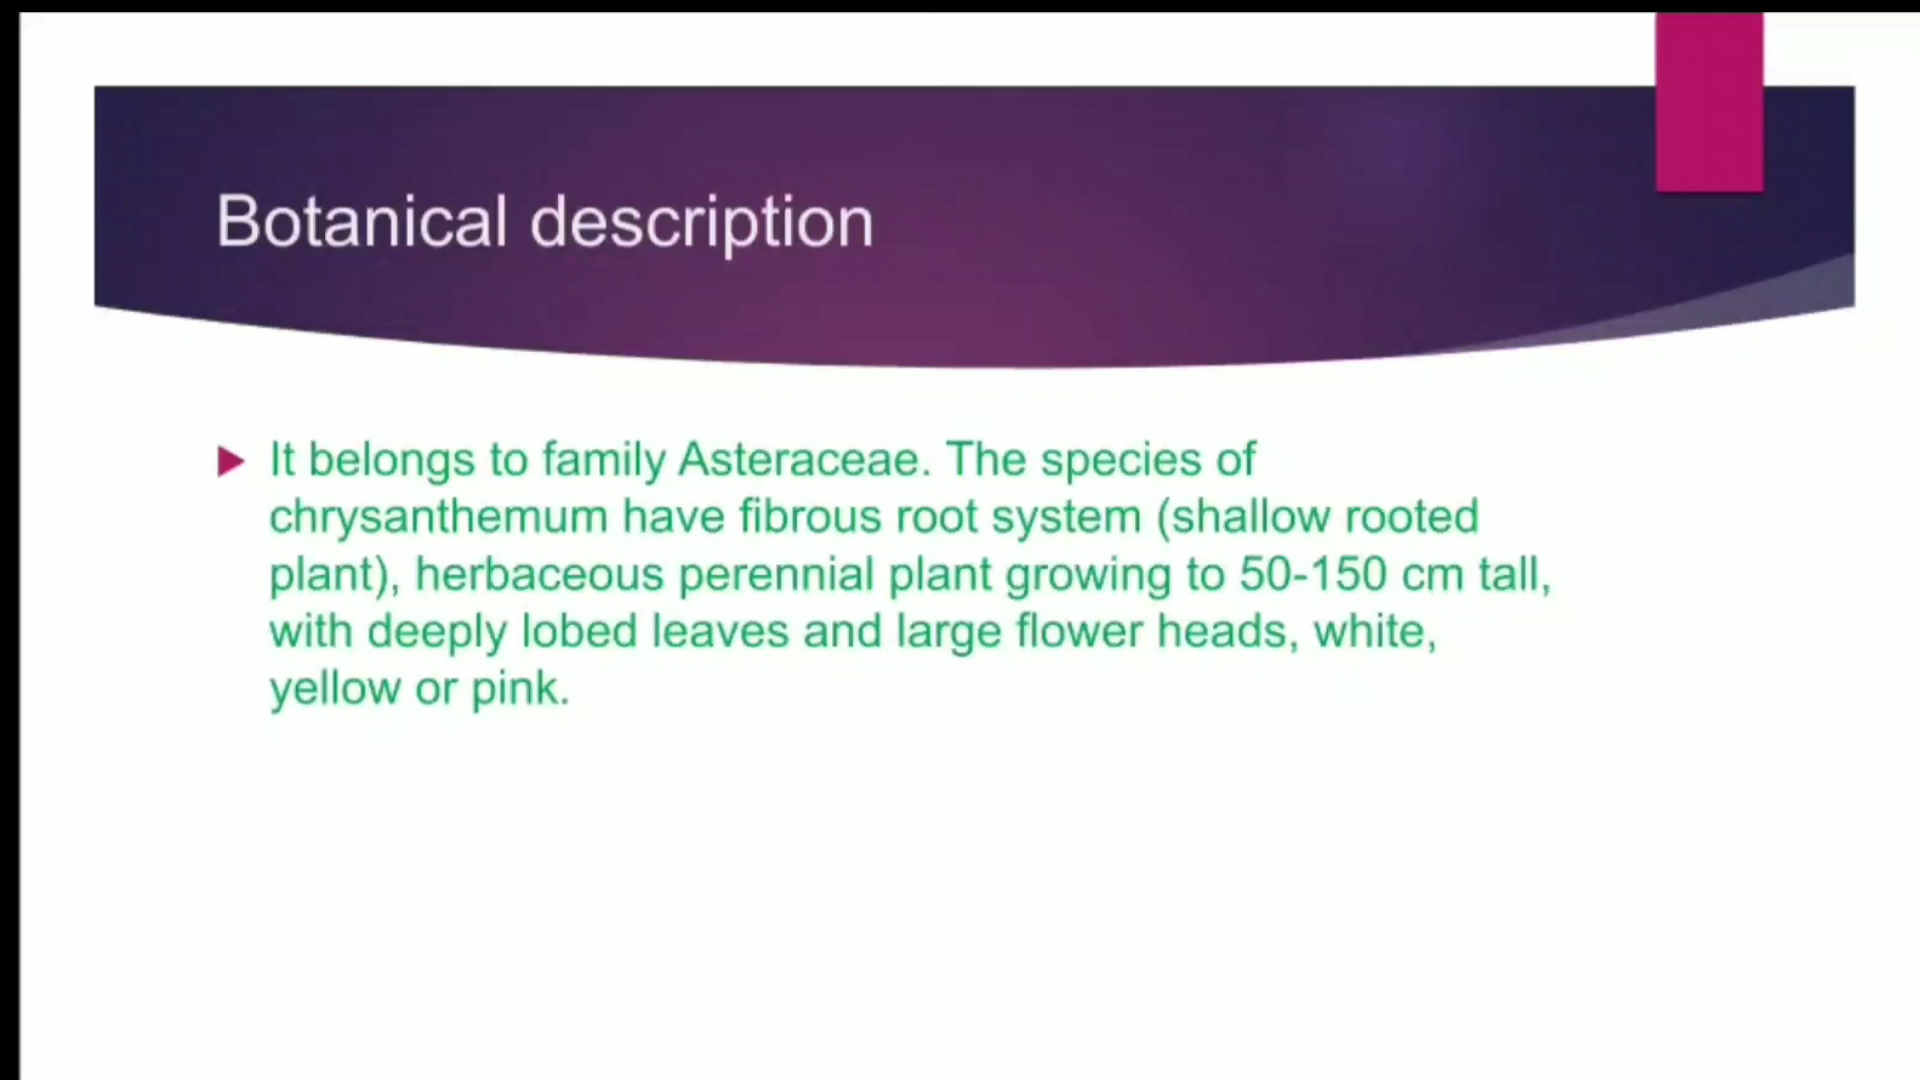 Botanical description
It belongs to family Asteraceae. The species of
chrysanthemum have fibrous root system (shallow rooted
plant), herbaceous perennial plant growing to 50-150 cm tall,
with deeply lobed leaves and large flower heads, white,
yellow or pink.